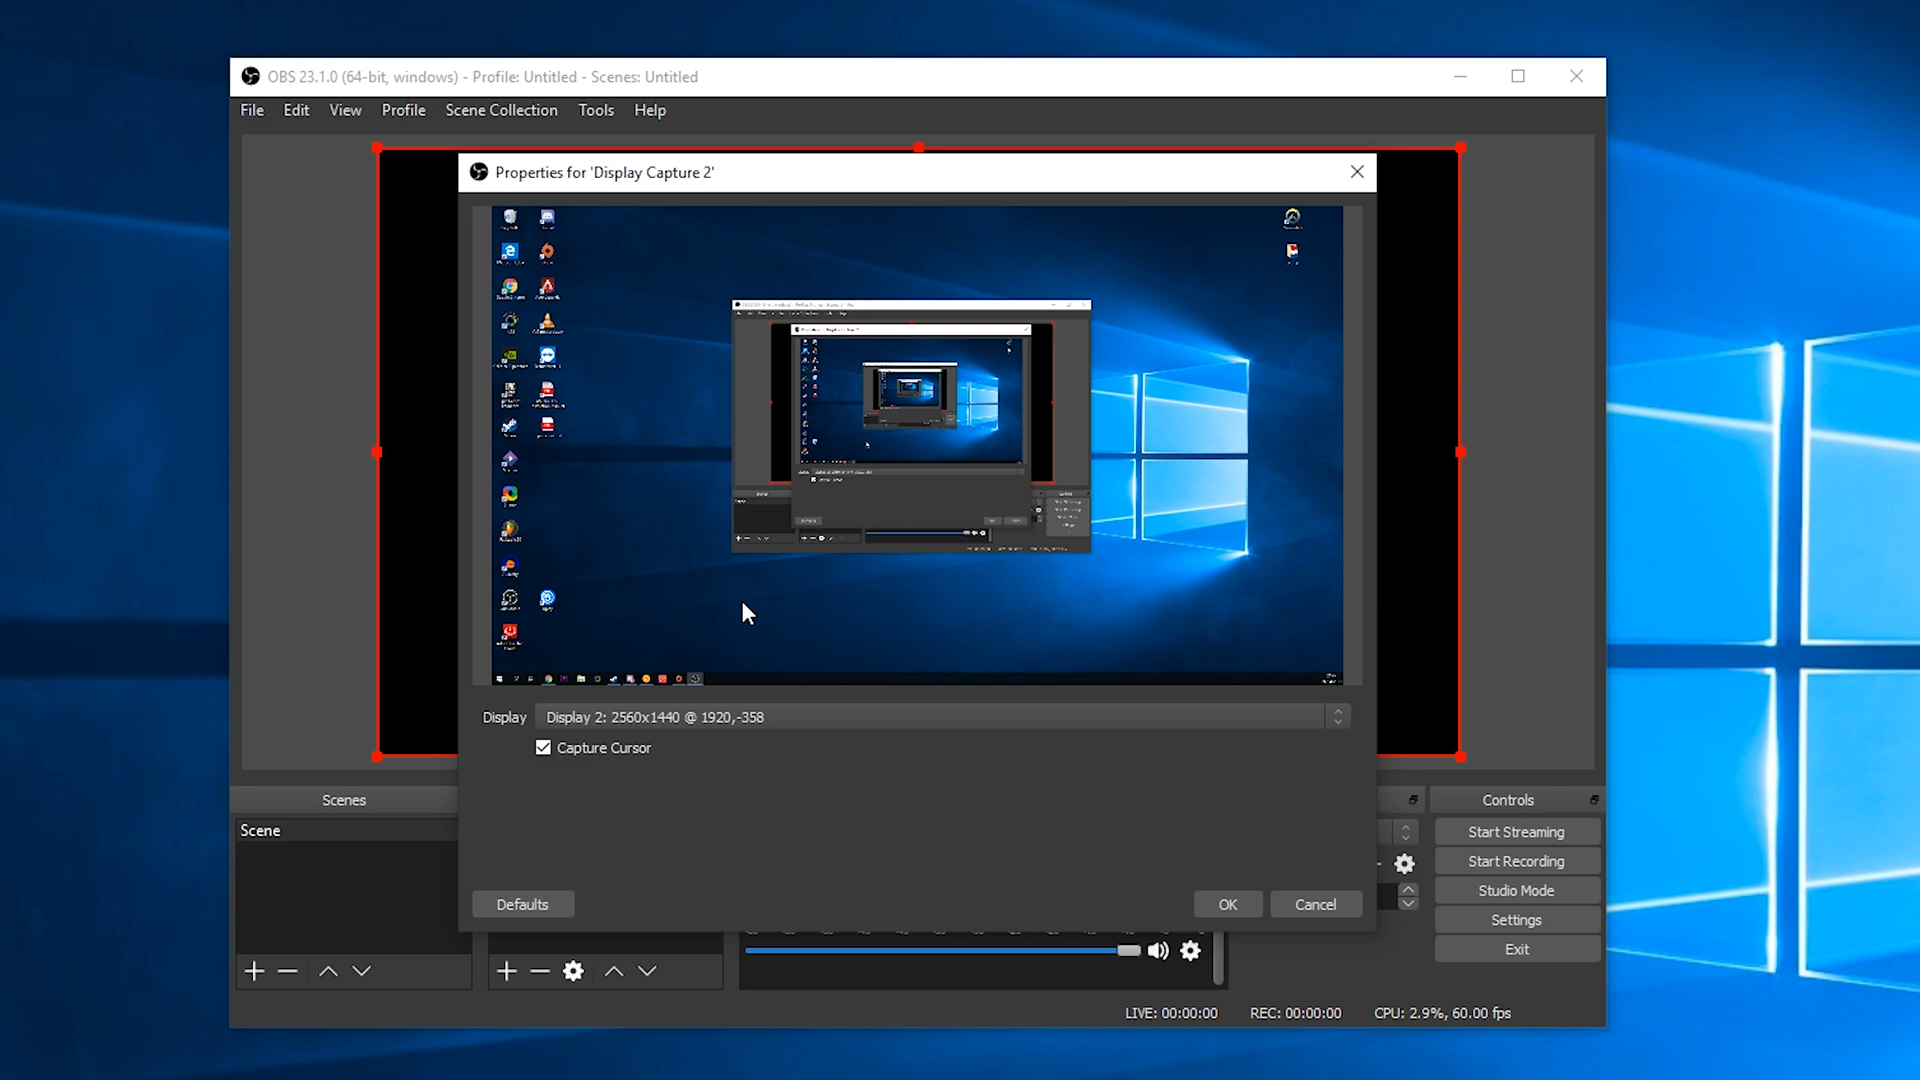 OBS 23.1.0 (64-bit, windows) - Profile: Untitled - Scenes: Untitled
File Edit View Profile Scene Collection Tools Help
Properties for 'Display Capture 2'
Display Display 2: 2560x1440 @ 1920,-358
Capture Cursor
Scenes
Controls
Scene
Start Streaming
Start Recording
Studio Mode
Settings
Exit
Defaults
OK
Cancel
LIVE: 00:00:00 REC: 00:00:00 CPU: 2.9%, 60.00 fps